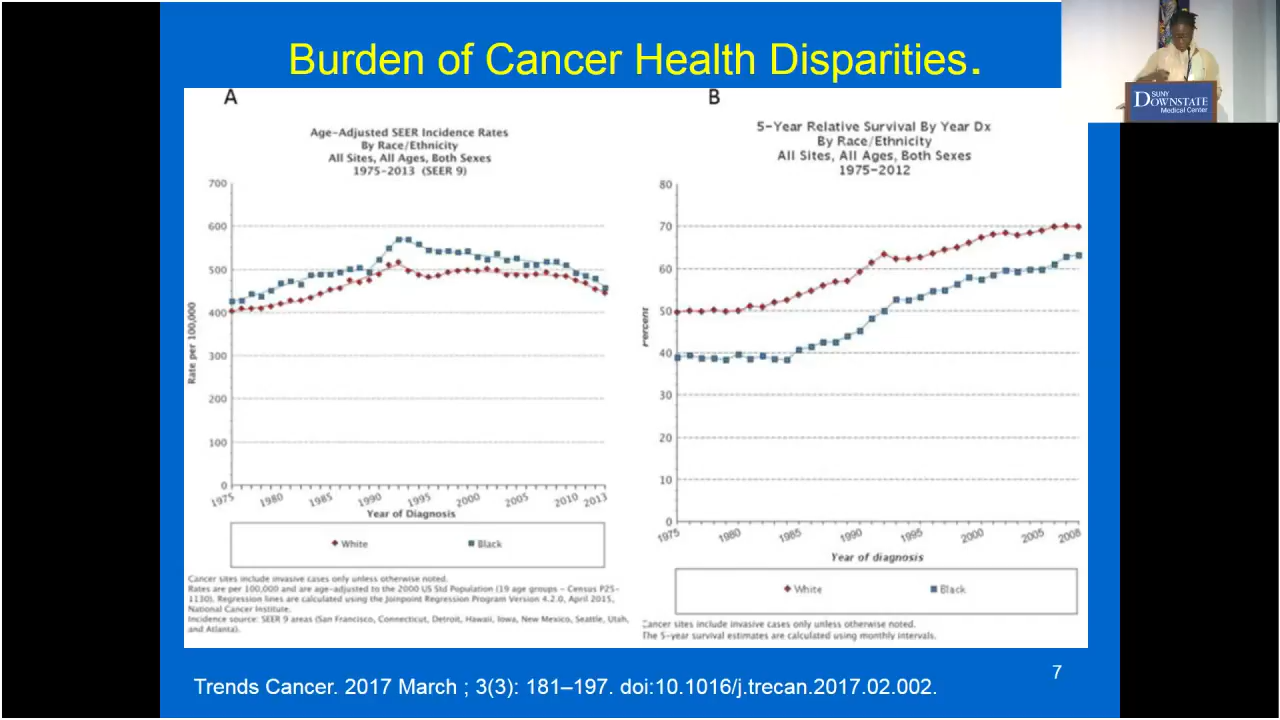 Burden of Cancer Health Disparities.
SUNY
DOWNSTATE
Medical Center
A
Age-Adjusted SEER Incidence Rates
By Race/Ethnicity
All Sites, All Ages, Both Sexes
1975-2013 (SEER 9)
700
600
500
400
300
200
100
0
Rate per 100,000
1975
1980
1985
1990
1995
2000
2005
2010
2013
Year of Diagnosis
White
Black
Cancer sites include invasive cases only unless otherwise noted.
Rates are per 100,000 and are age-adjusted to the 2000 US Std Population (19 age groups - Census P25-
1130). Regression lines are calculated using the Joinpoint Regression Program Version 4.2.0, April 2015,
National Cancer Institute.
Incidence source: SEER 9 areas (San Francisco, Connecticut, Detroit, Hawaii, Iowa, New Mexico, Seattle, Utah,
and Atlanta).
B
5-Year Relative Survival By Year Dx
By Race/Ethnicity
All Sites, All Ages, Both Sexes
1975-2012
80
70
60
50
40
30
20
10
0
Percent
1975
1980
1985
1990
1995
2000
2005
2008
Year of diagnosis
White
Black
Cancer sites include invasive cases only unless otherwise noted.
The 5-year survival estimates are calculated using monthly intervals.
7
Trends Cancer. 2017 March ; 3(3): 181–197. doi:10.1016/j.trecan.2017.02.002.